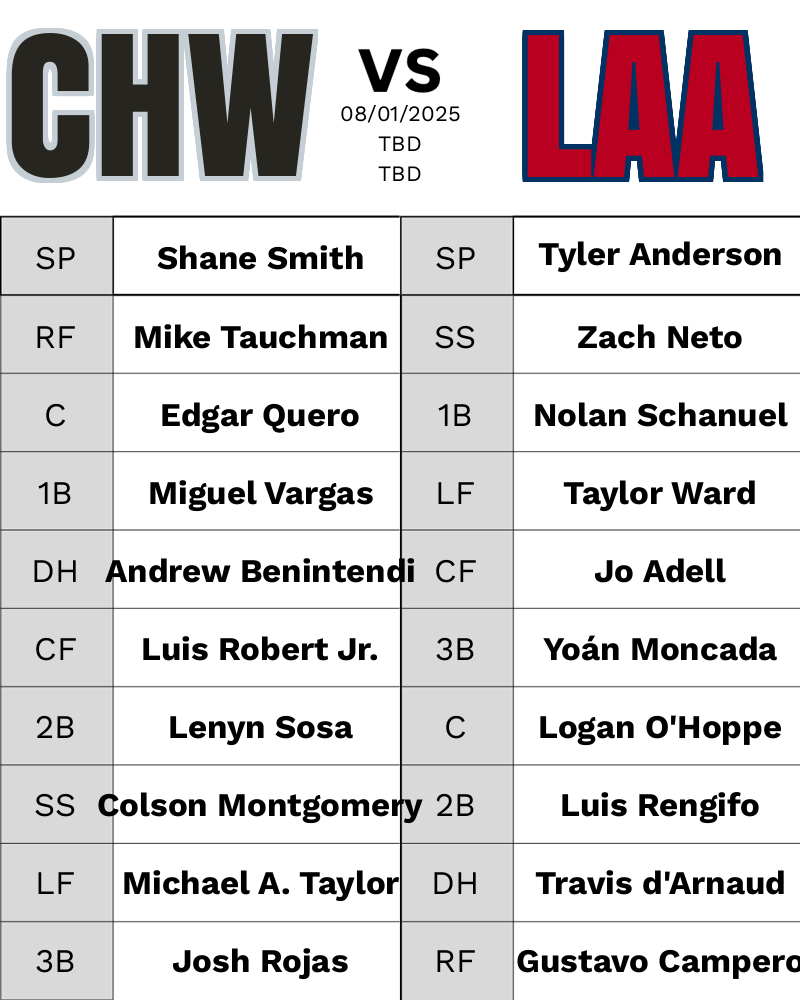 CHW VS LAA
08/01/2025
TBD
TBD
SP Shane Smith SP Tyler Anderson
RF Mike Tauchman SS Zach Neto
C Edgar Quero 1B Nolan Schanuel
1B Miguel Vargas LF Taylor Ward
DH Andrew Benintendi CF Jo Adell
CF Luis Robert Jr. 3B Yoán Moncada
2B Lenyn Sosa C Logan O'Hoppe
SS Colson Montgomery 2B Luis Rengifo
LF Michael A. Taylor DH Travis d'Arnaud
3B Josh Rojas RF Gustavo Campero